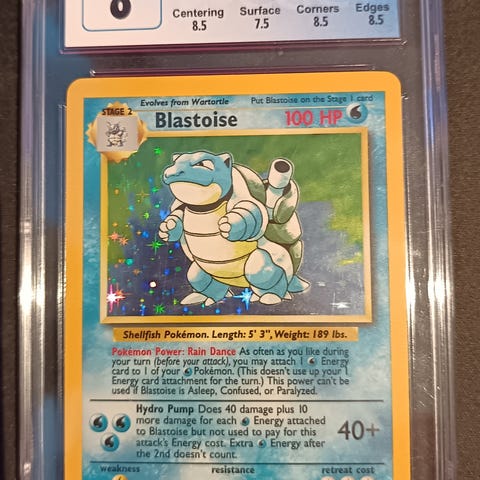 8
Centering Surface Corners Edges
8.5 7.5 8.5 8.5
Evolves from Wartortle Put Blastoise on the Stage 1 card
STAGE 2 Blastoise 100 HP
Shellfish Pokémon. Length: 5' 3", Weight: 189 lbs.
Pokémon Power: Rain Dance As often as you like during
your turn (before your attack), you may attach 1 Energy
card to 1 of your Pokémon. (This doesn't use up your 1
Energy card attachment for the turn.) This power can't be
used if Blastoise is Asleep, Confused, or Paralyzed.
Hydro Pump Does 40 damage plus 10
more damage for each Energy attached
to Blastoise but not used to pay for this
attack's Energy cost. Extra Energy after
the 2nd doesn't count.
40+
weakness resistance retreat cost